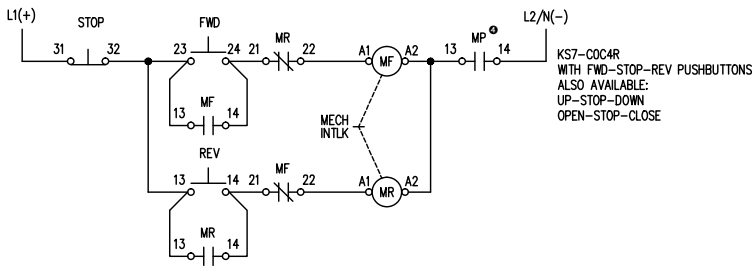 L1(+)
STOP
31
32
FWD
23
24
21
MR
22
A1
MF
A2
13
MP❹
14
L2/N(-)
KS7-C0C4R
WITH FWD-STOP-REV PUSHBUTTONS
ALSO AVAILABLE:
UP-STOP-DOWN
OPEN-STOP-CLOSE
13
MF
14
MECH
INTLK
REV
13
14
21
MF
22
A1
MR
A2
13
MR
14